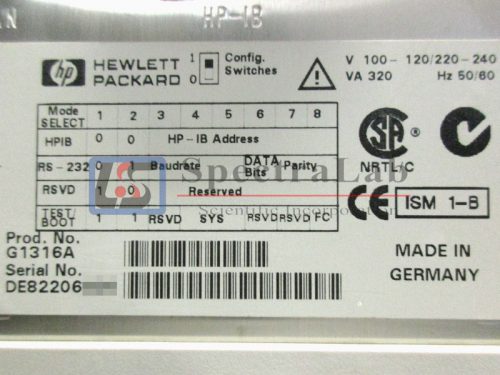 AN HP-IB
hp HEWLETT PACKARD
1 0 Config. Switches
V 100-120/220-240
VA 320 Hz 50/60
Mode SELECT 1 2 3 4 5 6 7 8
HPIB 0 0 HP-IB Address
RS-232 0 1 Baudrate DATA Bits Parity
RSVD 1 0 Reserved
TEST/BOOT 1 1 RSVD SYS RSVD RSVD FC
SpectraLab
Scientific Incorporated
NRTL/C
CE ISM 1-B
Prod. No.
G1316A
Serial No.
DE82206
MADE IN
GERMANY